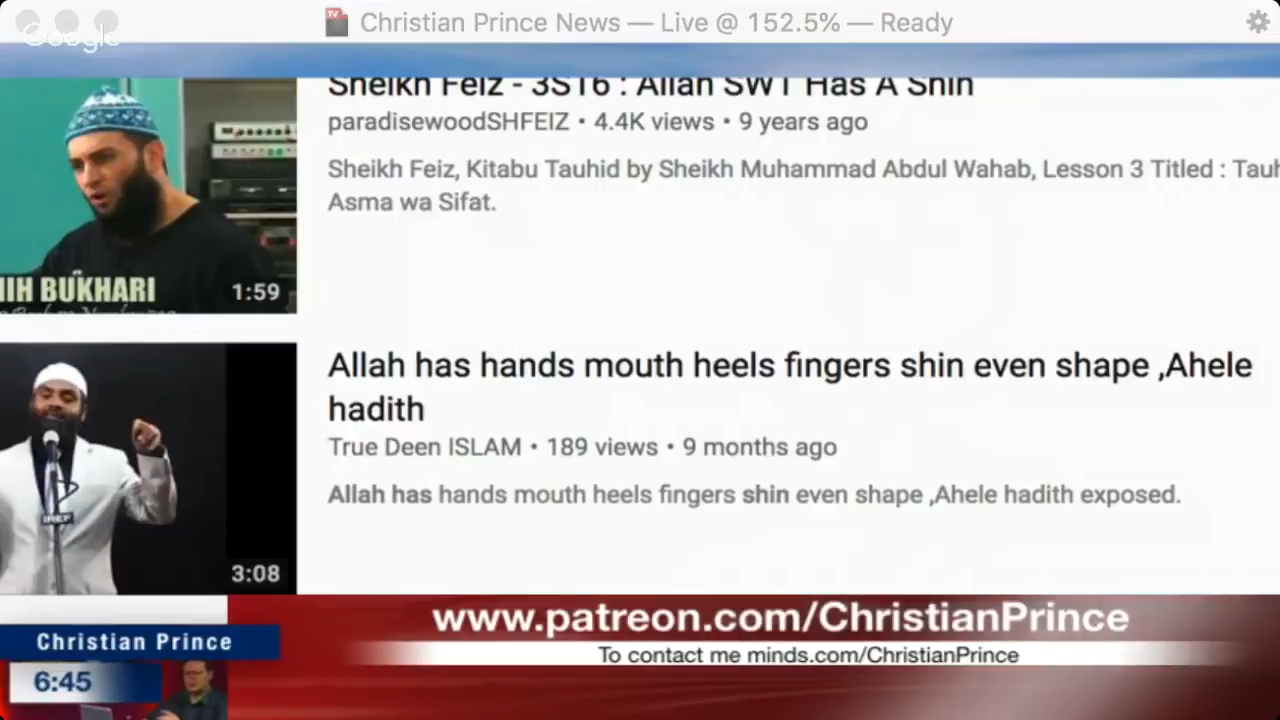 Christian Prince News — Live @ 152.5% — Ready
Google
Sheikh Feiz - 3S16 : Allah SWT Has A Shin
paradisewoodSHFEIZ • 4.4K views • 9 years ago
Sheikh Feiz, Kitabu Tauhid by Sheikh Muhammad Abdul Wahab, Lesson 3 Titled : Tauh
Asma wa Sifat.
HIH BUKHARI
1:59
Allah has hands mouth heels fingers shin even shape ,Ahele
hadith
True Deen ISLAM • 189 views • 9 months ago
Allah has hands mouth heels fingers shin even shape ,Ahele hadith exposed.
3:08
www.patreon.com/ChristianPrince
To contact me minds.com/ChristianPrince
Christian Prince
6:45